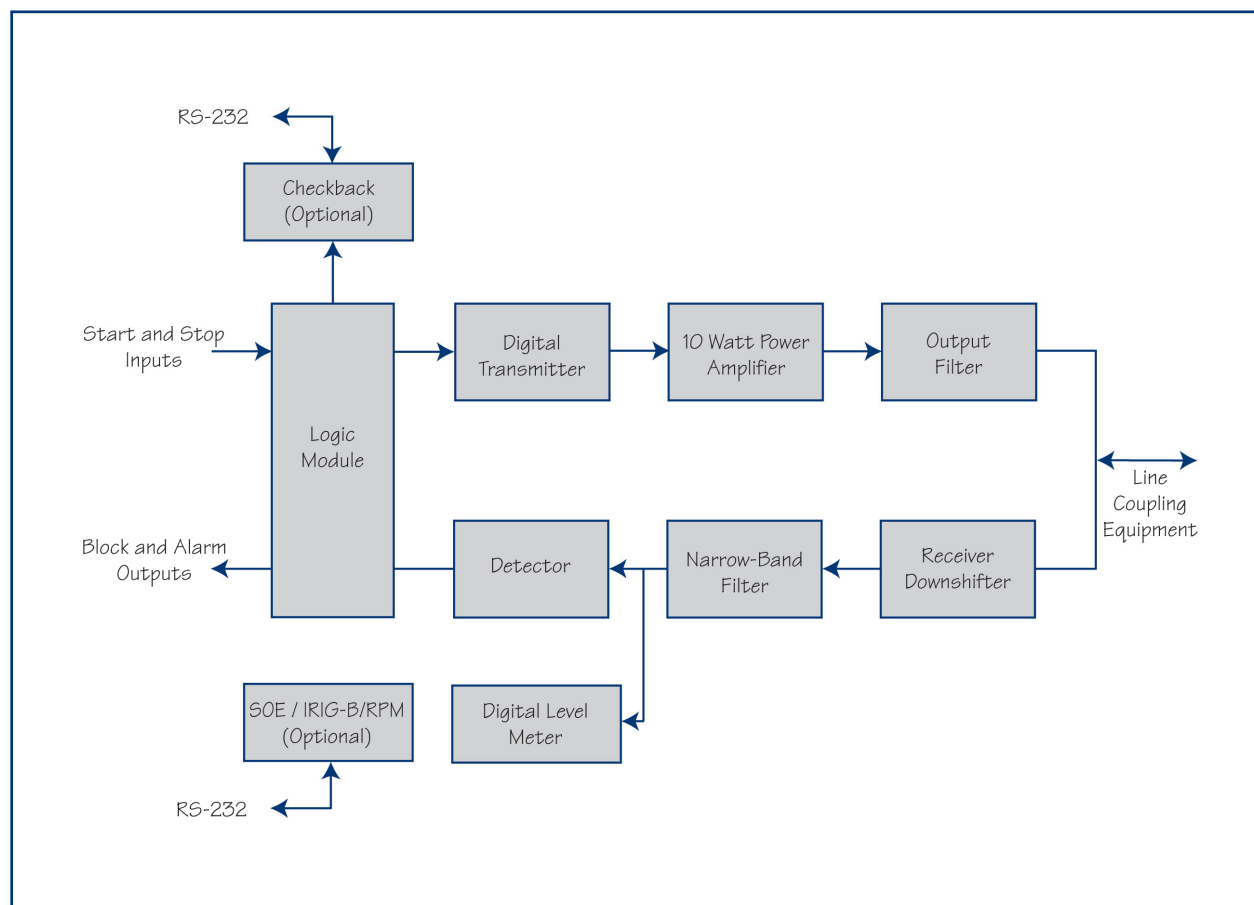 RS-232
Checkback
(Optional)
Start and Stop
Inputs
Digital
Transmitter
10 Watt Power
Amplifier
Output
Filter
Logic
Module
Line
Coupling
Equipment
Block and Alarm
Outputs
Detector
Narrow-Band
Filter
Receiver
Downshifter
SOE / IRIG-B/RPM
(Optional)
Digital Level
Meter
RS-232